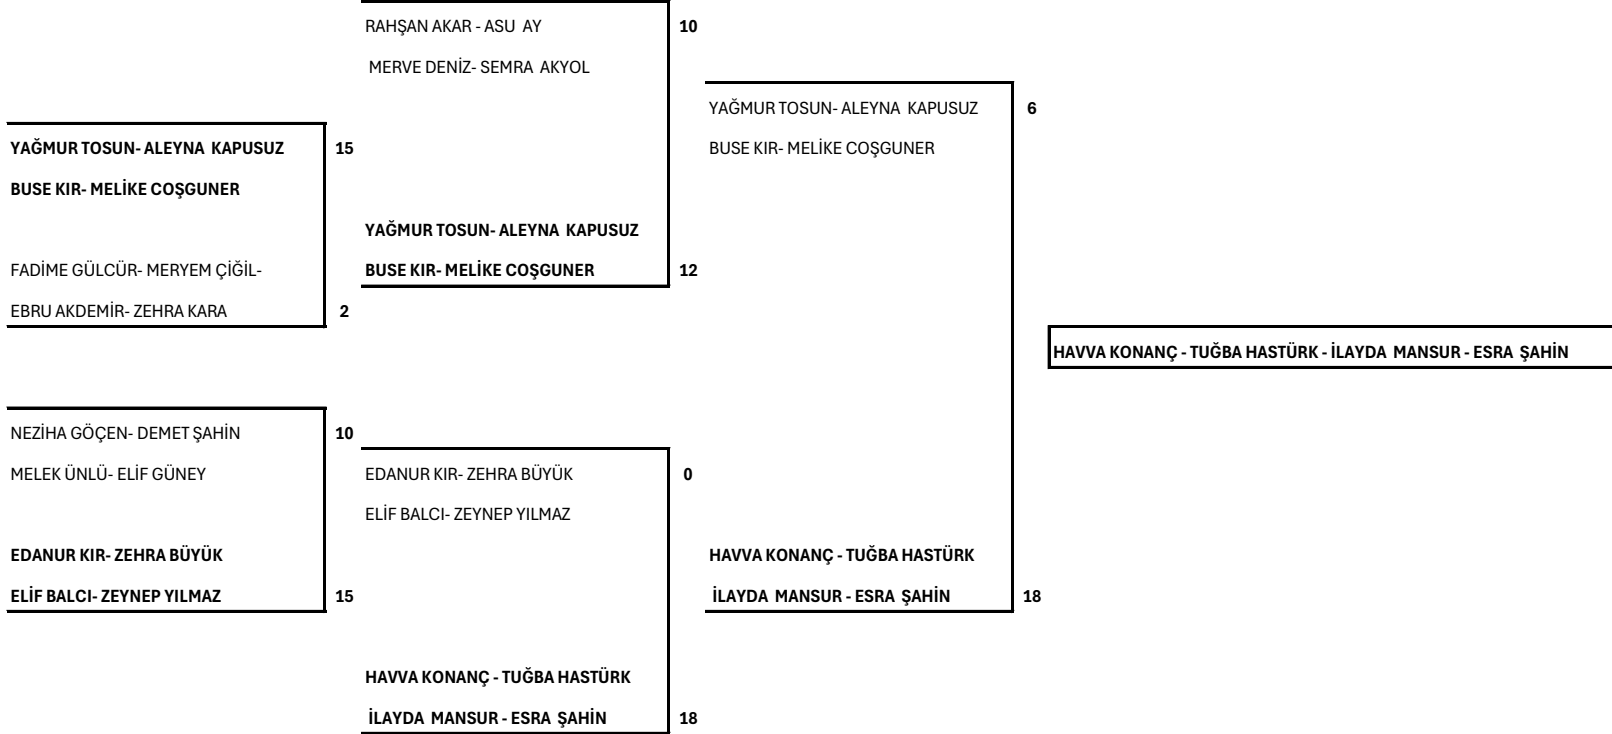 RAHŞAN AKAR - ASU  AY
10
MERVE DENİZ- SEMRA  AKYOL
YAĞMUR TOSUN- ALEYNA  KAPUSUZ
6
YAĞMUR TOSUN- ALEYNA  KAPUSUZ
15
BUSE KIR- MELİKE COŞGUNER
BUSE KIR- MELİKE COŞGUNER
YAĞMUR TOSUN- ALEYNA  KAPUSUZ
FADİME GÜLCÜR- MERYEM ÇİĞİL-
BUSE KIR- MELİKE COŞGUNER
12
EBRU AKDEMİR- ZEHRA KARA
2
HAVVA KONANÇ - TUĞBA HASTÜRK - İLAYDA  MANSUR - ESRA  ŞAHİN
NEZİHA GÖÇEN- DEMET ŞAHİN
10
MELEK ÜNLÜ- ELİF GÜNEY
EDANUR KIR- ZEHRA BÜYÜK
0
ELİF BALCI- ZEYNEP YILMAZ
EDANUR KIR- ZEHRA BÜYÜK
HAVVA KONANÇ - TUĞBA HASTÜRK
ELİF BALCI- ZEYNEP YILMAZ
15
İLAYDA  MANSUR - ESRA  ŞAHİN
18
HAVVA KONANÇ - TUĞBA HASTÜRK
İLAYDA  MANSUR - ESRA  ŞAHİN
18